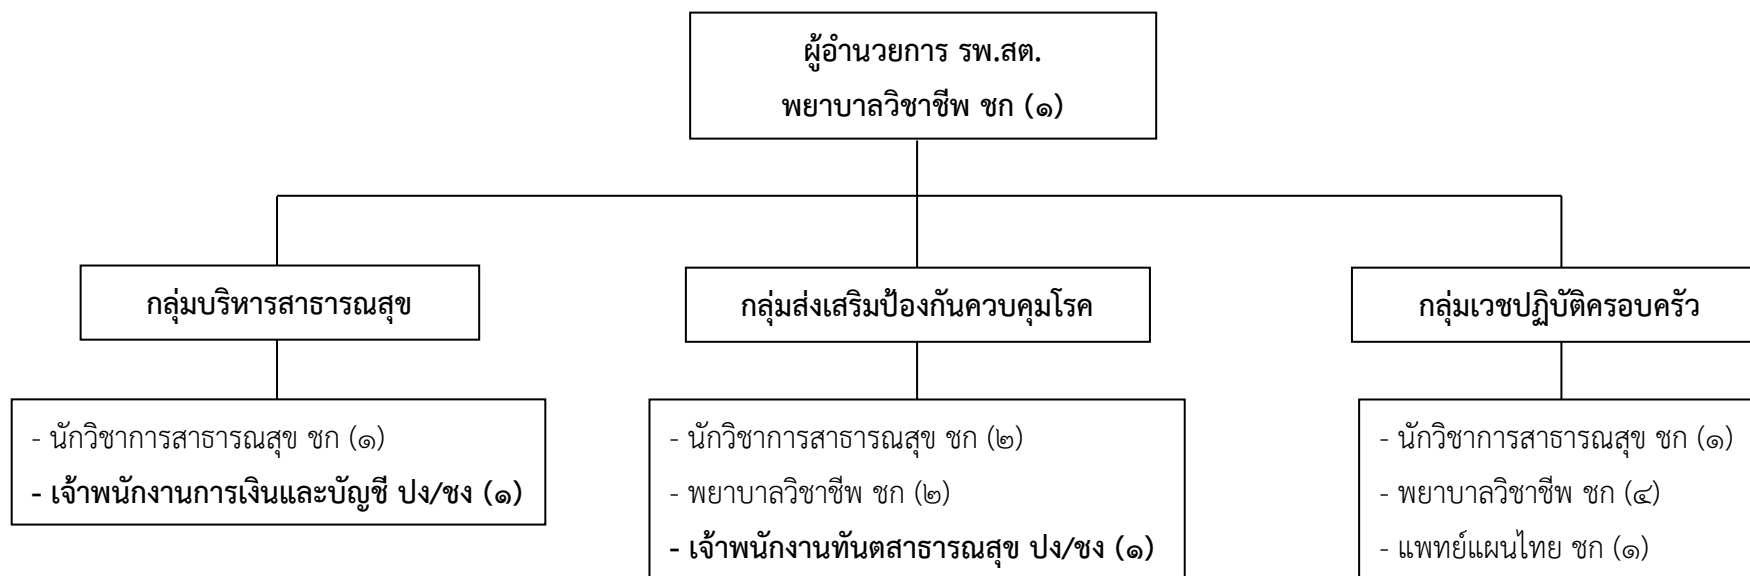 ผู้อำนวยการ รพ.สต.
พยาบาลวิชาชีพ ชก (๑)
กลุ่มบริหารสาธารณสุข
กลุ่มส่งเสริมป้องกันควบคุมโรค
กลุ่มเวชปฏิบัติครอบครัว
- นักวิชาการสาธารณสุข ชก (๑)
- เจ้าพนักงานการเงินและบัญชี ปง/ชง (๑)
- นักวิชาการสาธารณสุข ชก (๒)
- พยาบาลวิชาชีพ ชก (๒)
- เจ้าพนักงานทันตสาธารณสุข ปง/ชง (๑)
- นักวิชาการสาธารณสุข ชก (๑)
- พยาบาลวิชาชีพ ชก (๔)
- แพทย์แผนไทย ชก (๑)